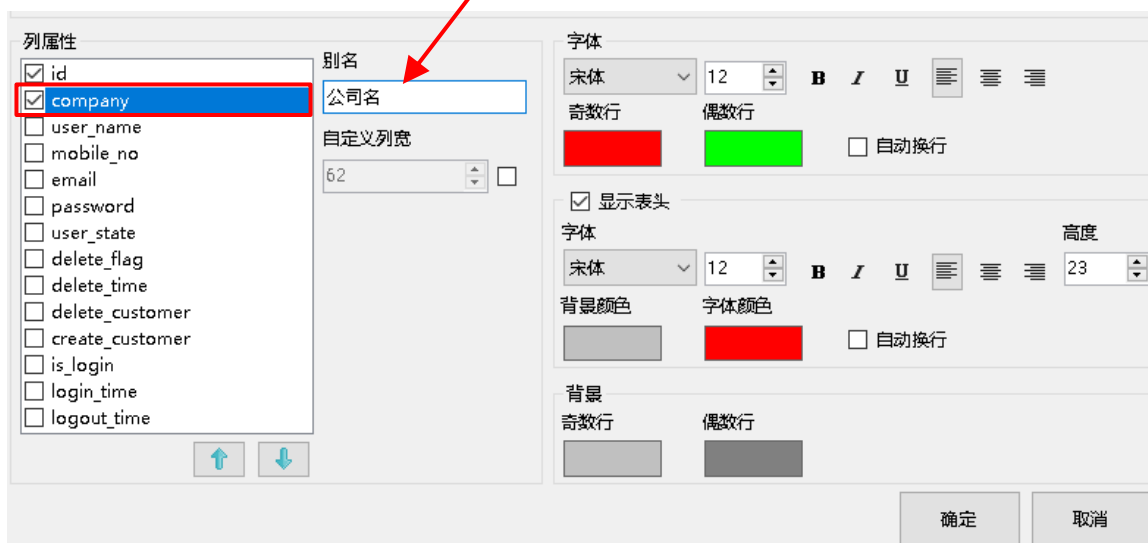 列属性
id
company
user_name
mobile_no
email
password
user_state
delete_flag
delete_time
delete_customer
create_customer
is_login
login_time
logout_time
别名
公司名
自定义列宽
62
字体
宋体 12 B I U
奇数行 偶数行
自动换行
显示表头
字体 高度
宋体 12 B I U 23
背景颜色 字体颜色
自动换行
背景
奇数行 偶数行
确定 取消